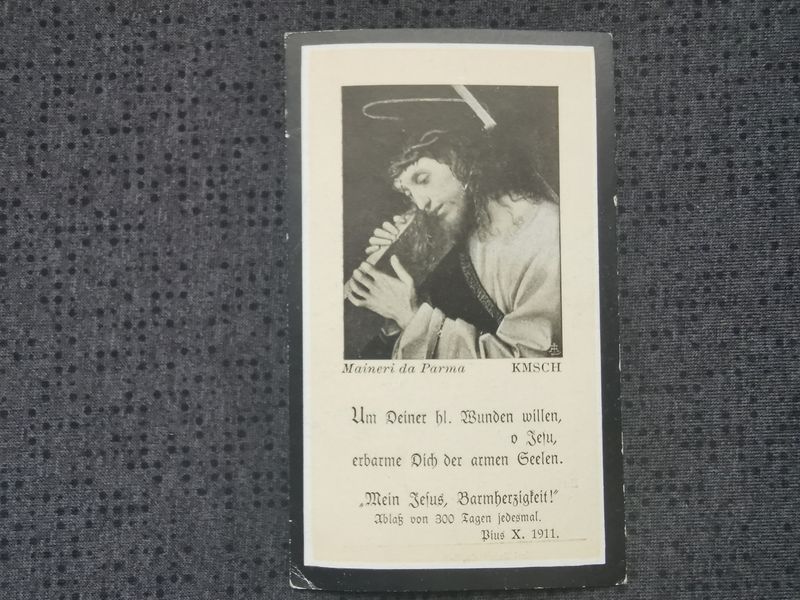 Maineri da Parma KMSCH
Um Deiner hl. Wunden willen,
o Jesu,
erbarme Dich der armen Seelen.
„Mein Jesus, Barmherzigkeit!"
Ablaß von 300 Tagen jedesmal.
Pius X. 1911.